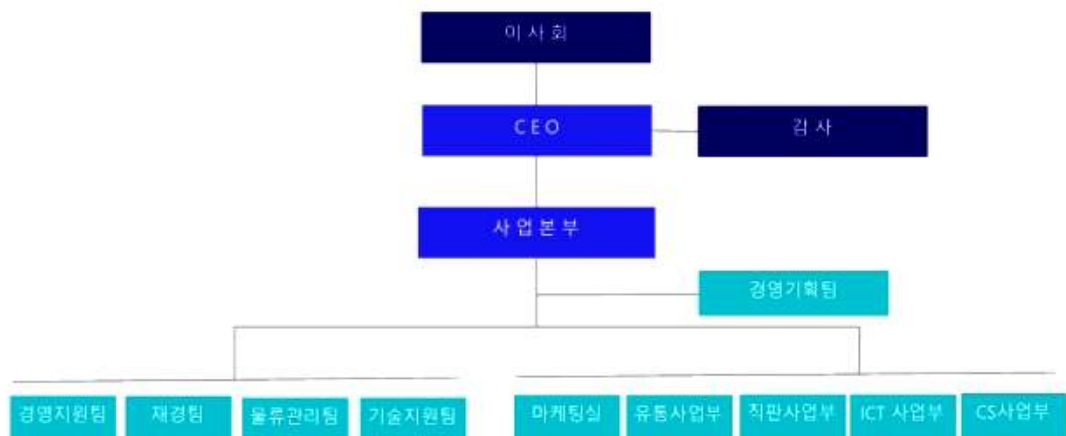 이 사 회
C E O
감 사
사 업 본 부
경영기획팀
경영지원팀
재경팀
물류관리팀
기술지원팀
마케팅실
유통사업부
직판사업부
ICT 사업부
CS사업부